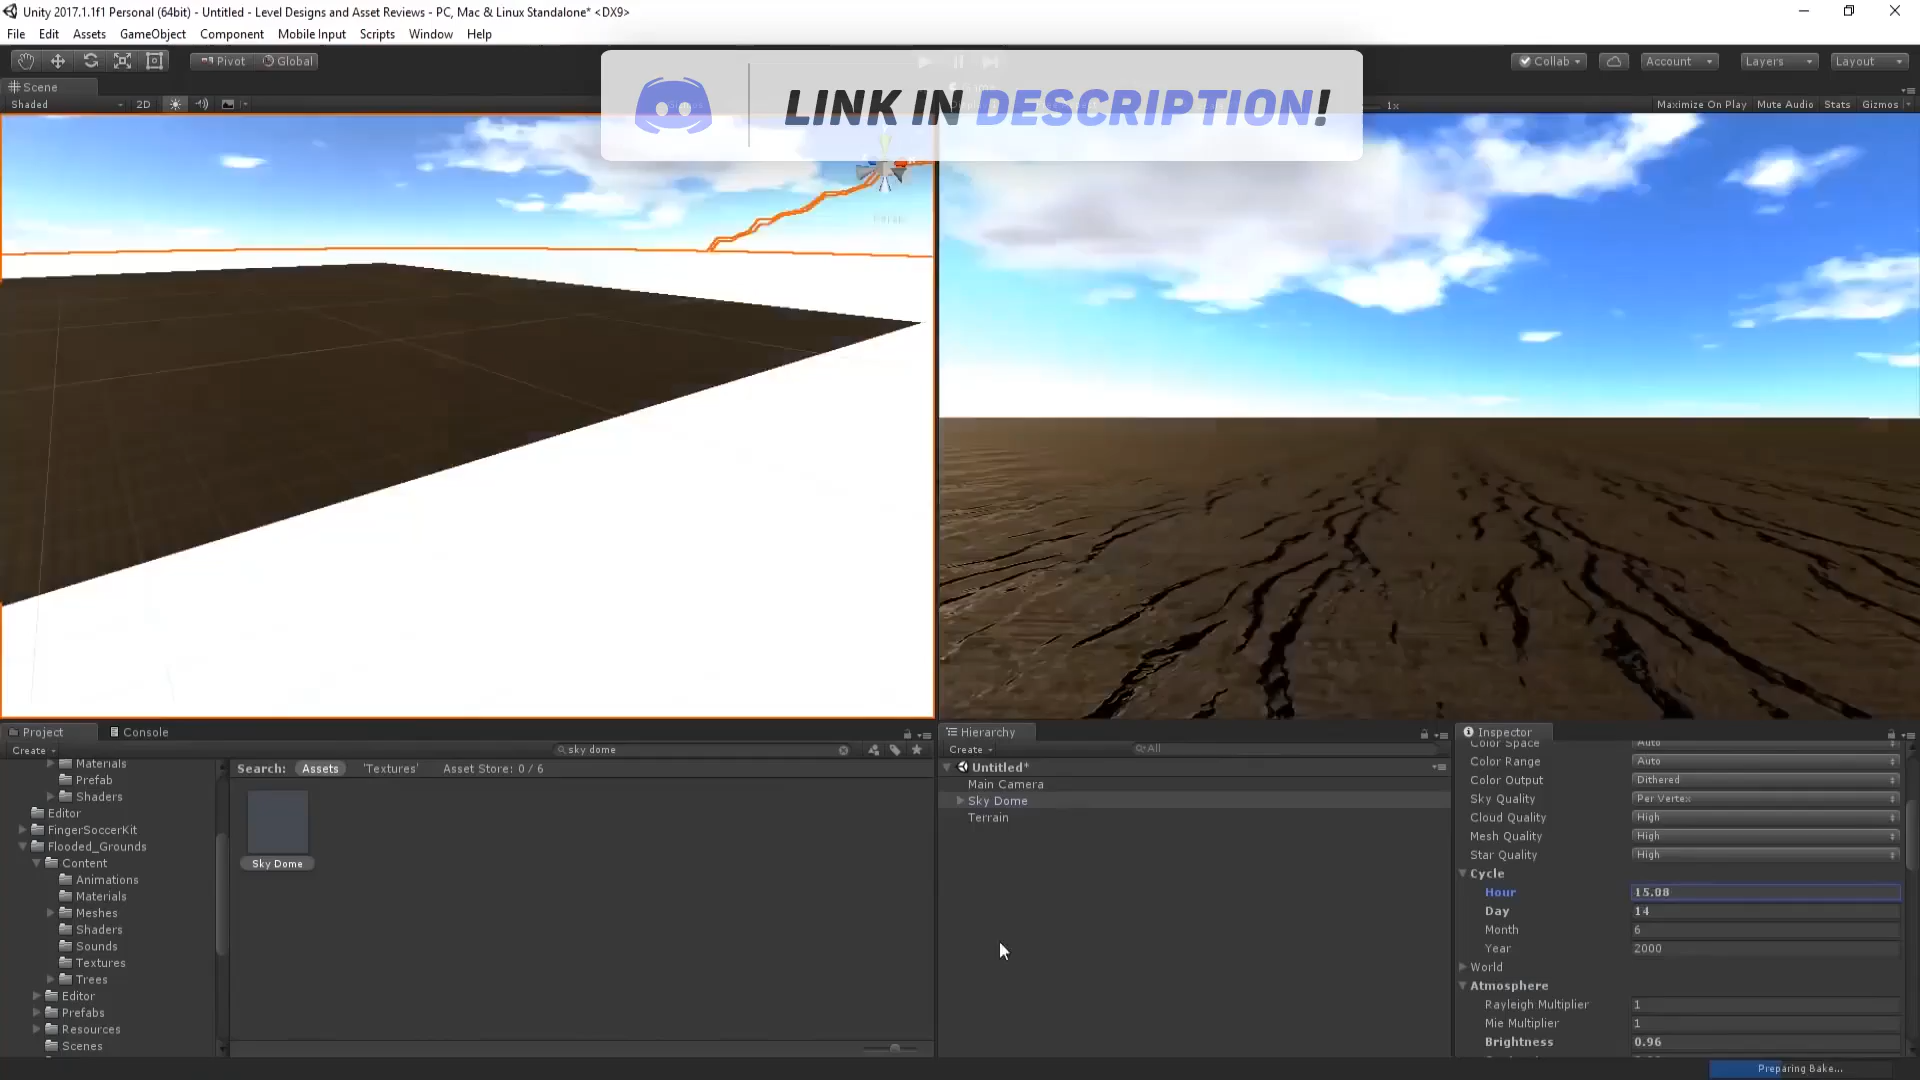 Unity 2017.1.1f1 Personal (64bit) - Untitled - Level Designs and Asset Reviews - PC, Mac & Linux Standalone* <DX9>
File Edit Assets GameObject Component Mobile Input Scripts Window Help
Pivot Global
Collab Account Layers Layout
Scene
Shaded 2D
1x
Maximize On Play Mute Audio Stats Gizmos
LINK IN DESCRIPTION!
Project Console
Create
sky dome
Search: Assets 'Textures' Asset Store: 0 / 6
Materials
Prefab
Shaders
Editor
FingerSoccerKit
Flooded_Grounds
Content
Animations
Materials
Meshes
Shaders
Sounds
Textures
Trees
Editor
Prefabs
Resources
Scenes
Sky Dome
Hierarchy
Create
All
Untitled*
Main Camera
Sky Dome
Terrain
Inspector
Color Space Auto
Color Range Auto
Color Output Dithered
Sky Quality Per Vertex
Cloud Quality High
Mesh Quality High
Star Quality High
Cycle
Hour 15.08
Day 14
Month 6
Year 2000
World
Atmosphere
Rayleigh Multiplier 1
Mie Multiplier 1
Brightness 0.96
Preparing Bake...